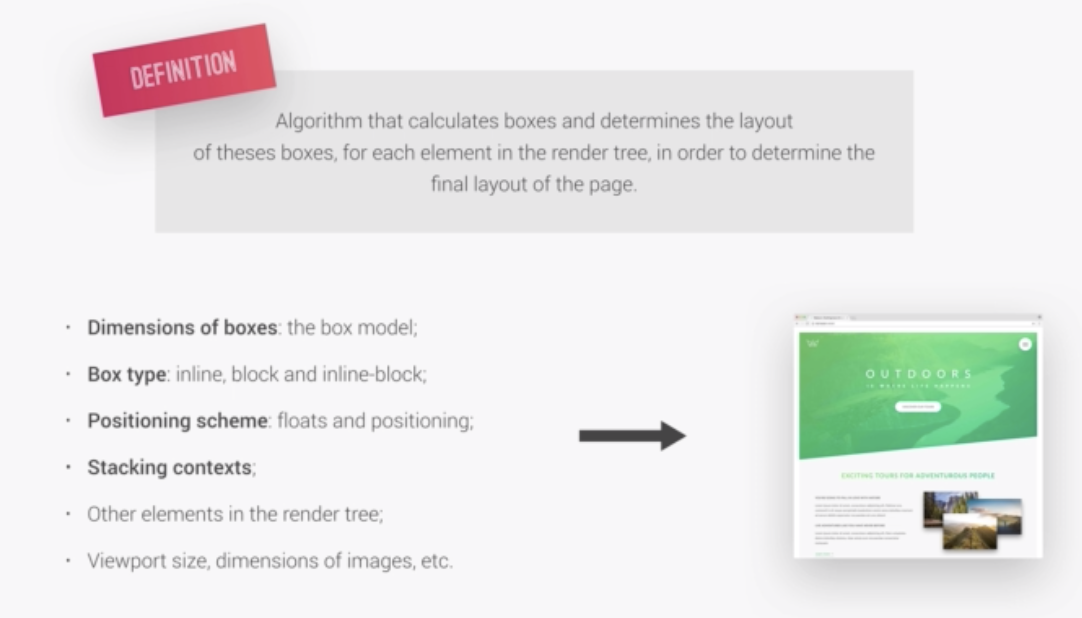 DEFINITION
Algorithm that calculates boxes and determines the layout
of theses boxes, for each element in the render tree, in order to determine the
final layout of the page.
· Dimensions of boxes: the box model;
· Box type: inline, block and inline-block;
· Positioning scheme: floats and positioning;
· Stacking contexts;
· Other elements in the render tree;
· Viewport size, dimensions of images, etc.
OUTDOORS
IS WHERE LIFE HAPPENS
EXCITING TOURS FOR ADVENTUROUS PEOPLE